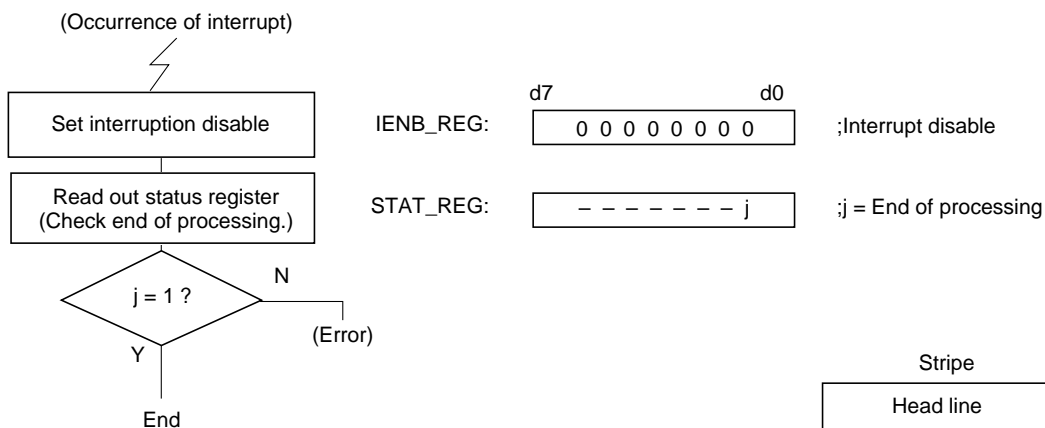 (Occurrence of interrupt)
d7 d0
Set interruption disable IENB_REG: 0 0 0 0 0 0 0 0 ;Interrupt disable
Read out status register
(Check end of processing.) STAT_REG: – – – – – – – j ;j = End of processing
N
j = 1 ?
(Error)
Y
Stripe
Head line
End